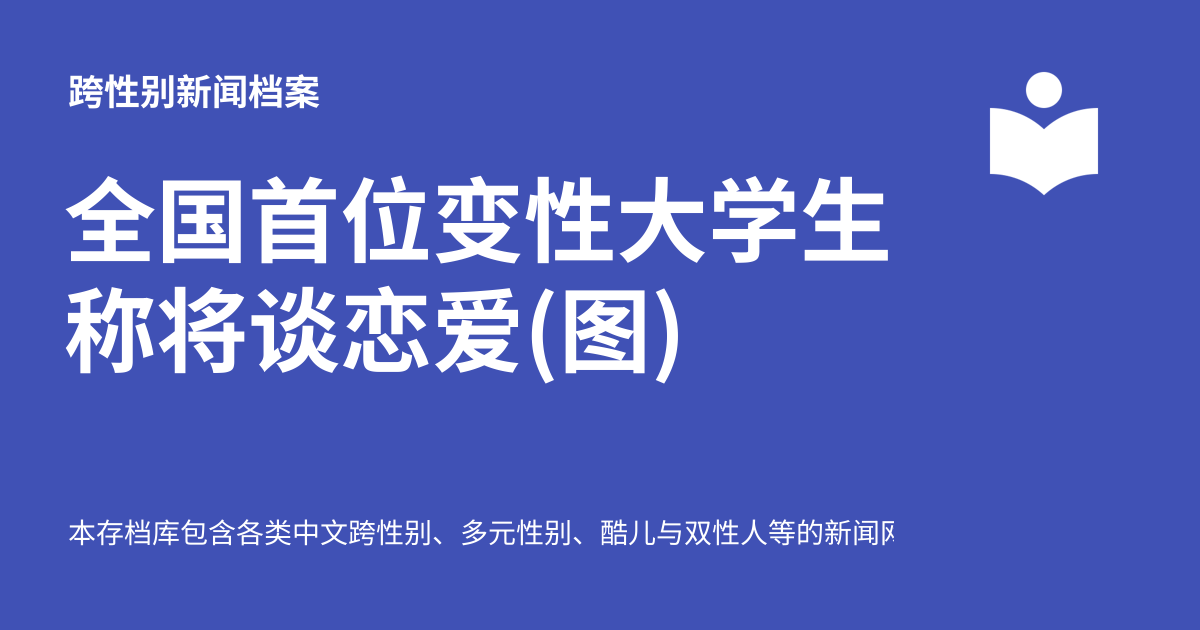 跨性别新闻档案
全国首位变性大学生
称将谈恋爱(图)
本存档库包含各类中文跨性别、多元性别、酷儿与双性人等的新闻